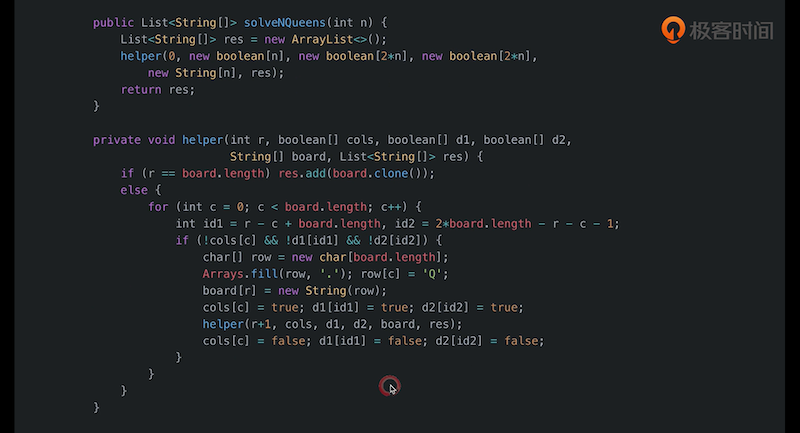 极客时间
public List<String[]> solveNQueens(int n) {
    List<String[]> res = new ArrayList<>();
    helper(0, new boolean[n], new boolean[2*n], new boolean[2*n],
        new String[n], res);
    return res;
}
private void helper(int r, boolean[] cols, boolean[] d1, boolean[] d2,
                    String[] board, List<String[]> res) {
    if (r == board.length) res.add(board.clone());
    else {
        for (int c = 0; c < board.length; c++) {
            int id1 = r - c + board.length, id2 = 2*board.length - r - c - 1;
            if (!cols[c] && !d1[id1] && !d2[id2]) {
                char[] row = new char[board.length];
                Arrays.fill(row, '.'); row[c] = 'Q';
                board[r] = new String(row);
                cols[c] = true; d1[id1] = true; d2[id2] = true;
                helper(r+1, cols, d1, d2, board, res);
                cols[c] = false; d1[id1] = false; d2[id2] = false;
            }
        }
    }
}